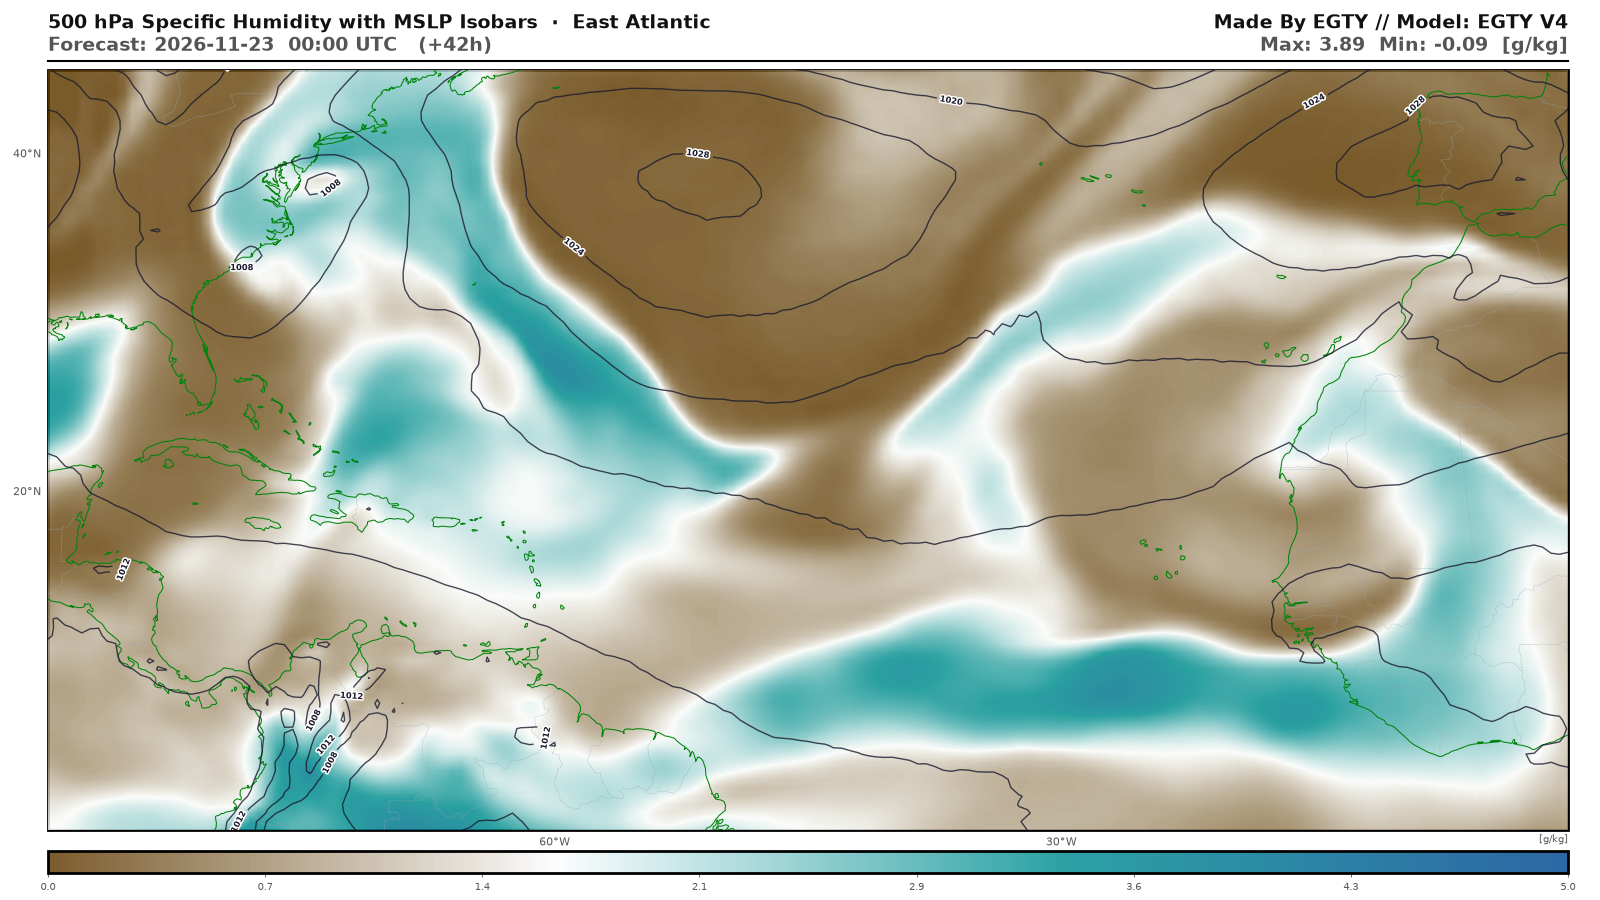 500 hPa Specific Humidity with MSLP Isobars · East Atlantic
Made By EGTY // Model: EGTY V4
Forecast: 2026-11-23 00:00 UTC (+42h)
Max: 3.89 Min: -0.09 [g/kg]
1020
1024
1028
40°N
1028
1008
1024
1008
20°N
1012
1012
1008
1012
1012
1008
1012
60°W
30°W
[g/kg]
0.0
0.7
1.4
2.1
2.9
3.6
4.3
5.0